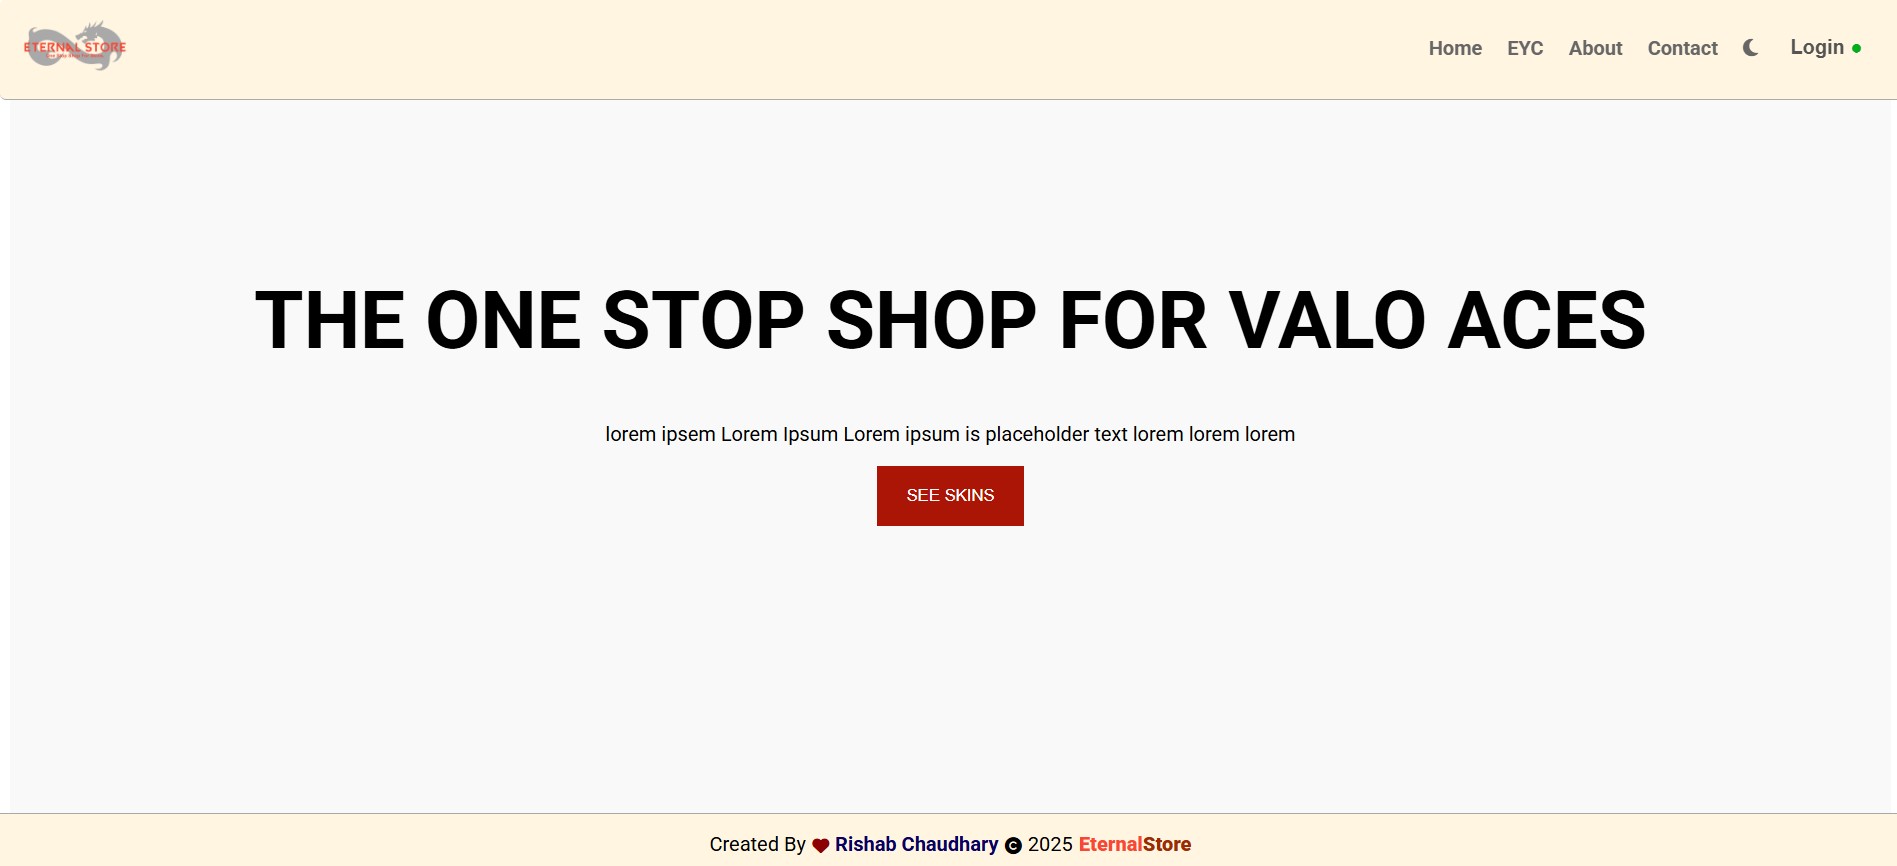 ETERNAL STORE
Home EYC About Contact Login
THE ONE STOP SHOP FOR VALO ACES
lorem ipsem Lorem Ipsum Lorem ipsum is placeholder text lorem lorem lorem
SEE SKINS
Created By Rishab Chaudhary © 2025 EternalStore